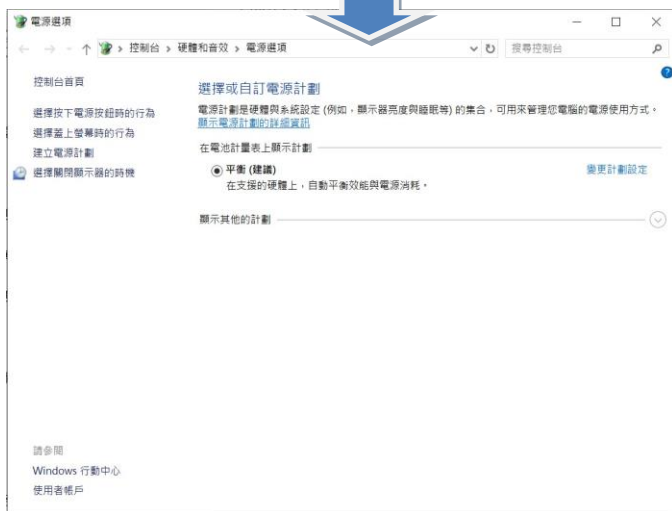 電源選項
控制台 › 硬體和音效 › 電源選項
搜尋控制台
控制台首頁
選擇按下電源按鈕時的行為
選擇蓋上螢幕時的行為
建立電源計劃
選擇關閉顯示器的時機
選擇或自訂電源計劃
電源計劃是硬體與系統設定 (例如，顯示器亮度與睡眠等) 的集合，可用來管理您電腦的電源使用方式。
顯示電源計劃的詳細資訊
在電池計量表上顯示計劃
平衡 (建議)
變更計劃設定
在支援的硬體上，自動平衡效能與電源消耗。
顯示其他的計劃
請參閱
Windows 行動中心
使用者帳戶